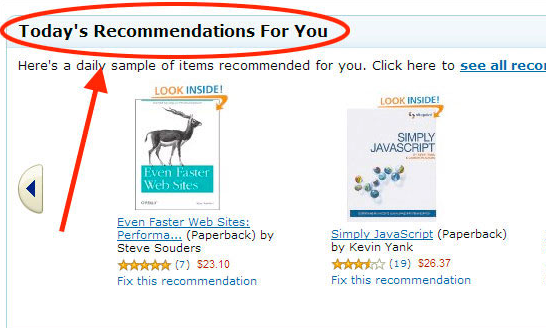 Today's Recommendations For You
Here's a daily sample of items recommended for you. Click here to see all reco
LOOK INSIDE!
Even Faster
Web Sites
O'REILLY
Even Faster Web Sites:
Performa... (Paperback) by
Steve Souders
(7) $23.10
Fix this recommendation
LOOK INSIDE!
SIMPLY
JAVASCRIPT
Simply JavaScript (Paperback)
by Kevin Yank
(19) $26.37
Fix this recommendation